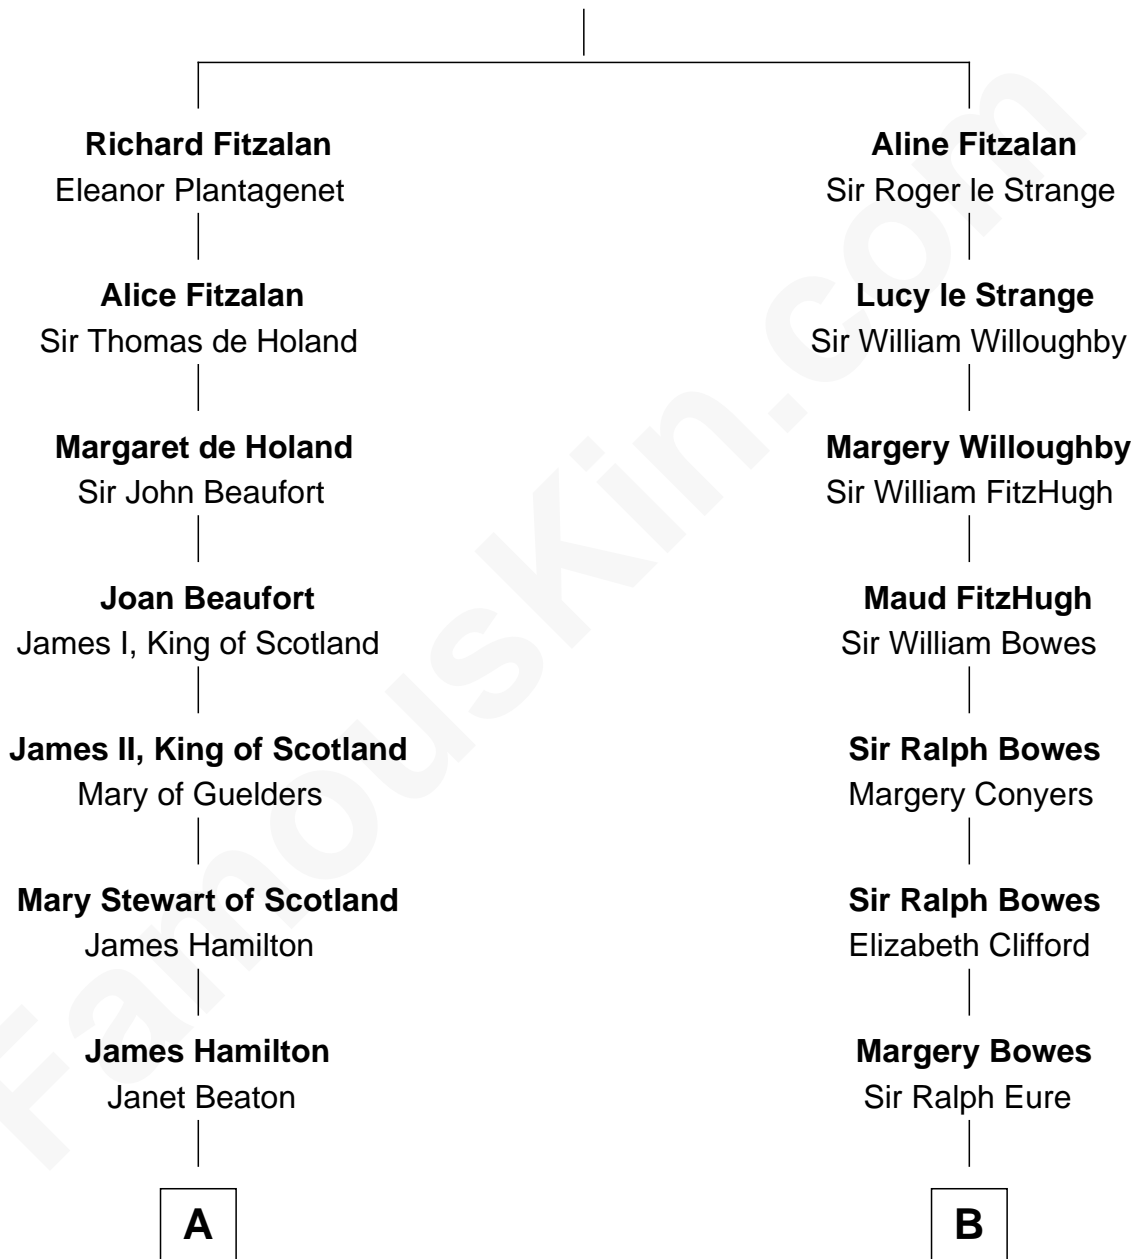 Richard Fitzalan
Eleanor Plantagenet
Alice Fitzalan
Sir Thomas de Holand
Margaret de Holand
Sir John Beaufort
Joan Beaufort
James I, King of Scotland
James II, King of Scotland
Mary of Guelders
Mary Stewart of Scotland
James Hamilton
James Hamilton
Janet Beaton
A
Aline Fitzalan
Sir Roger le Strange
Lucy le Strange
Sir William Willoughby
Margery Willoughby
Sir William FitzHugh
Maud FitzHugh
Sir William Bowes
Sir Ralph Bowes
Margery Conyers
Sir Ralph Bowes
Elizabeth Clifford
Margery Bowes
Sir Ralph Eure
B
FamousKin.com